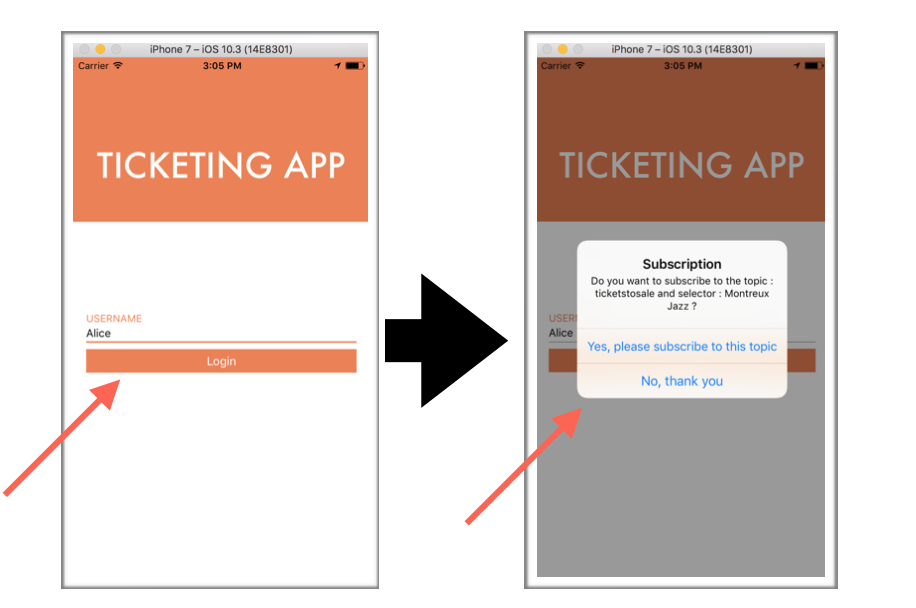 iPhone 7 – iOS 10.3 (14E8301)
Carrier
3:05 PM
TICKETING APP
USERNAME
Alice
Login
iPhone 7 – iOS 10.3 (14E8301)
Carrier
3:05 PM
TICKETING APP
Subscription
Do you want to subscribe to the topic :
ticketstosale and selector : Montreux
Jazz ?
USER
Alice
Yes, please subscribe to this topic
No, thank you